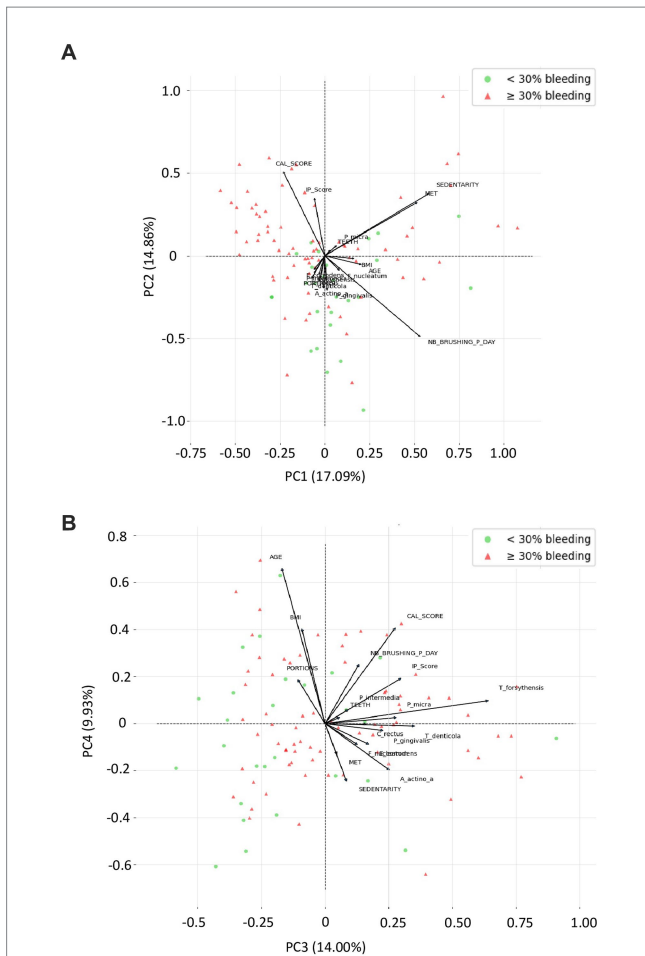 A
< 30% bleeding
≥ 30% bleeding
1.0
CAL_SCORE
0.5
IP_Score
SEDENTARITY
MET
P_micra
TEETH
0
BMI
AGE
nucleatum
T_denticola
A_actino_a
P_gingivalis
-0.5
NB_BRUSHING_P_DAY
-1.0
PC2 (14.86%)
-0.75 -0.50 -0.25 0 0.25 0.50 0.75 1.00
PC1 (17.09%)
B
< 30% bleeding
≥ 30% bleeding
0.8
AGE
0.6
BMI
CAL_SCORE
0.4
NB_BRUSHING_P_DAY
PORTIONS
IP_Score
0.2
T_forsythensis
P_intermedia
TEETH
P_micra
0
C_rectus
T_denticola
P_gingivalis
MET
-0.2
A_actino_a
SEDENTARITY
-0.4
-0.6
PC4 (9.93%)
-0.5 -0.25 0 0.25 0.50 0.75 1.00
PC3 (14.00%)